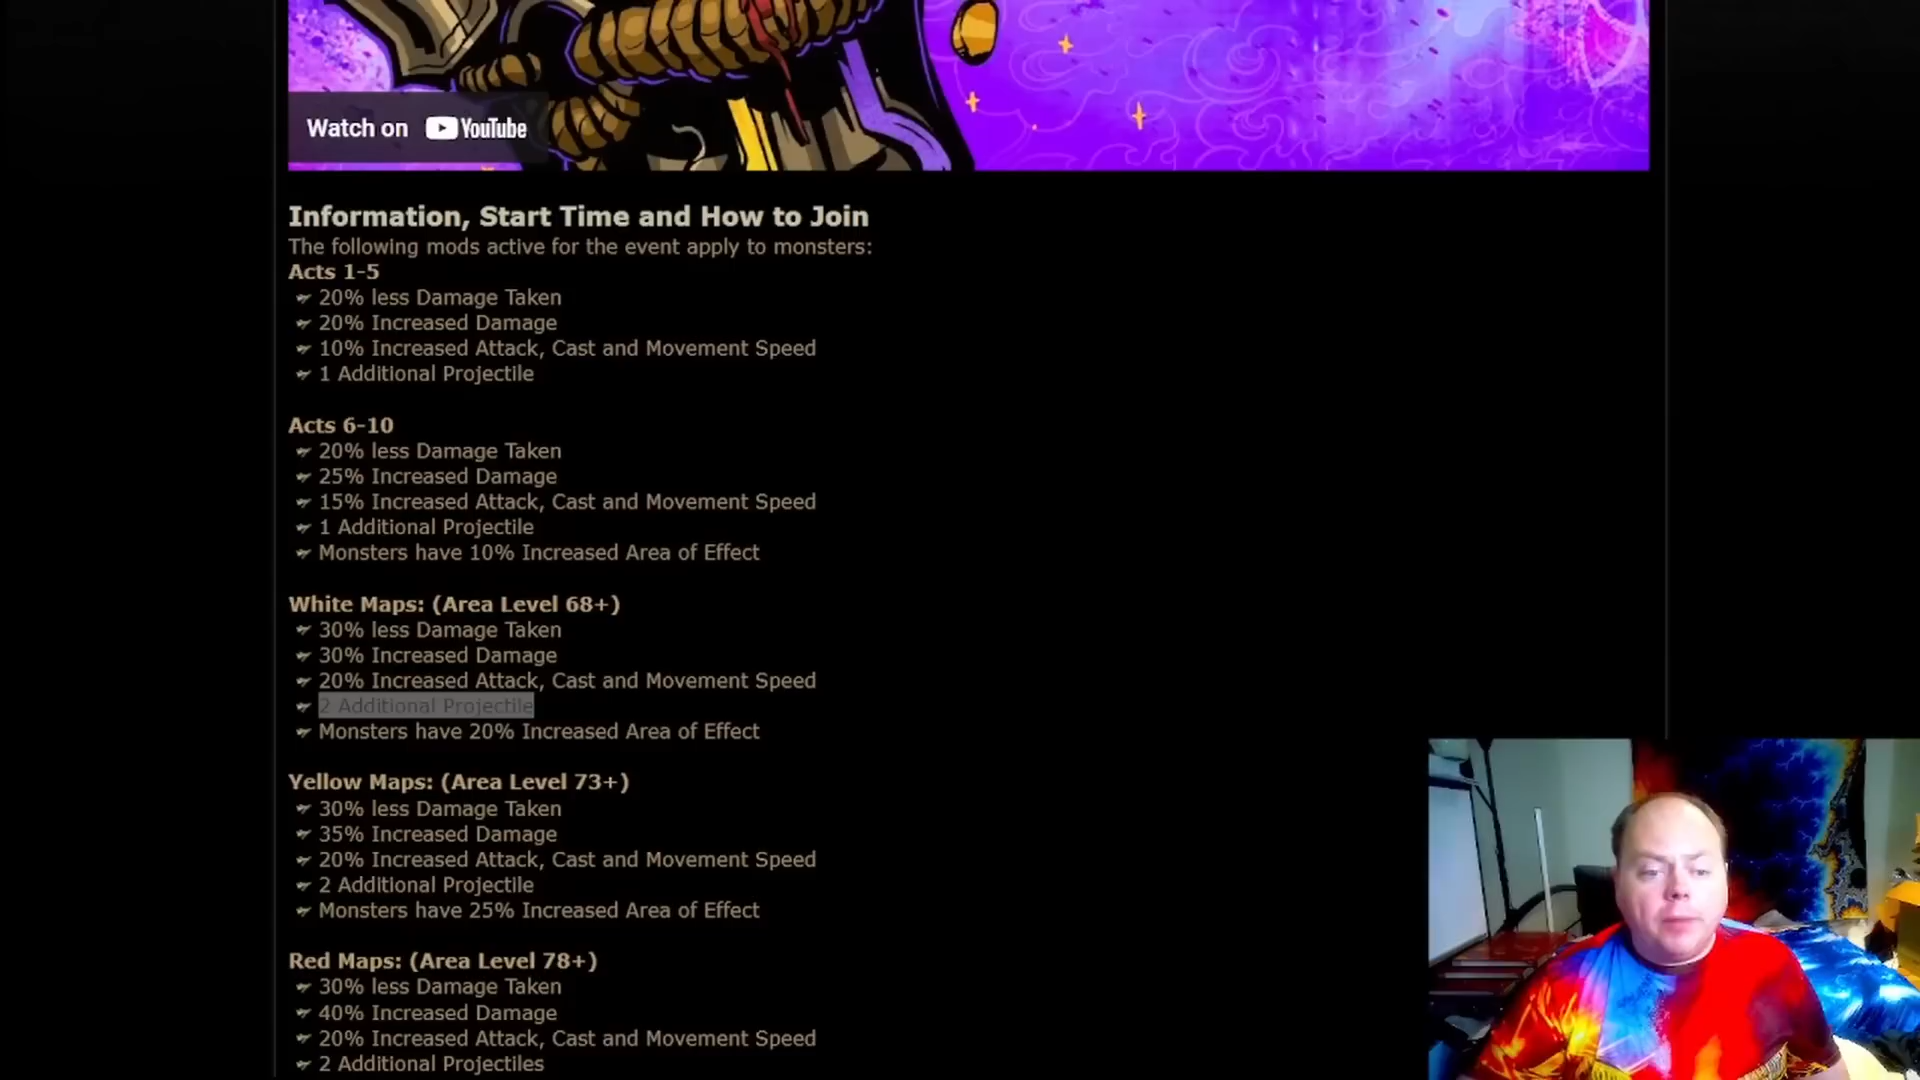 Watch on YouTube
Information, Start Time and How to Join
The following mods active for the event apply to monsters:
Acts 1-5
20% less Damage Taken
20% Increased Damage
10% Increased Attack, Cast and Movement Speed
1 Additional Projectile
Acts 6-10
20% less Damage Taken
25% Increased Damage
15% Increased Attack, Cast and Movement Speed
1 Additional Projectile
Monsters have 10% Increased Area of Effect
White Maps: (Area Level 68+)
30% less Damage Taken
30% Increased Damage
20% Increased Attack, Cast and Movement Speed
2 Additional Projectile
Monsters have 20% Increased Area of Effect
Yellow Maps: (Area Level 73+)
30% less Damage Taken
35% Increased Damage
20% Increased Attack, Cast and Movement Speed
2 Additional Projectile
Monsters have 25% Increased Area of Effect
Red Maps: (Area Level 78+)
30% less Damage Taken
40% Increased Damage
20% Increased Attack, Cast and Movement Speed
2 Additional Projectiles